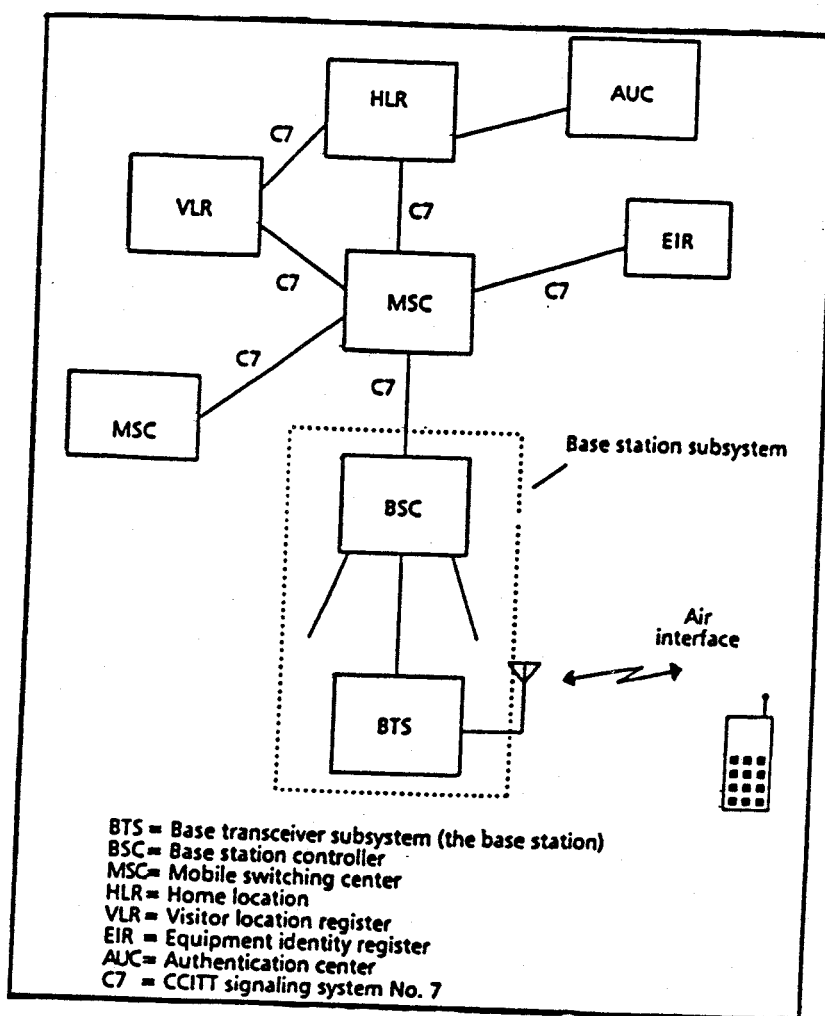 HLR
AUC
C7
VLR
C7
EIR
C7
MSC
C7
C7
MSC
C7
Base station subsystem
BSC
Air
interface
BTS
BTS = Base transceiver subsystem (the base station)
BSC= Base station controller
MSC= Mobile switching center
HLR= Home location
VLR= Visitor location register
EIR = Equipment identity register
AUC= Authentication center
C7 = CCITT signaling system No. 7